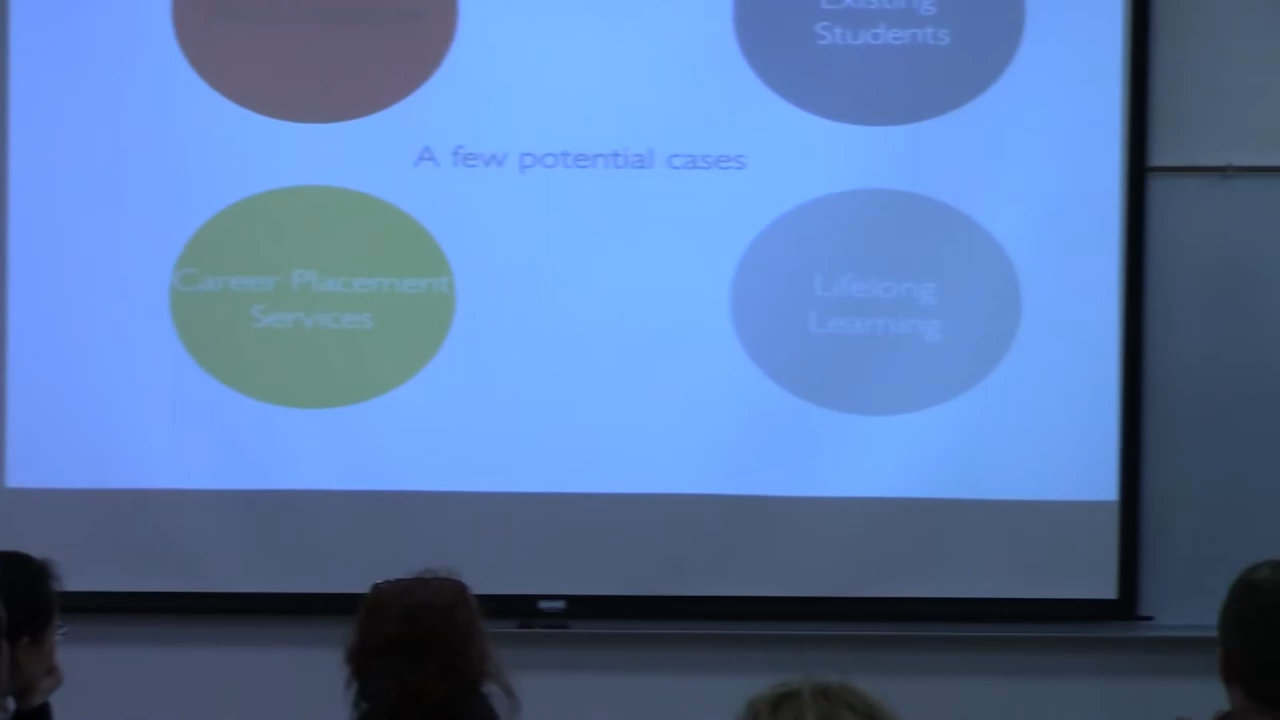 Existing
Students
A few potential cases
Career Placement
Services
Lifelong
Learning